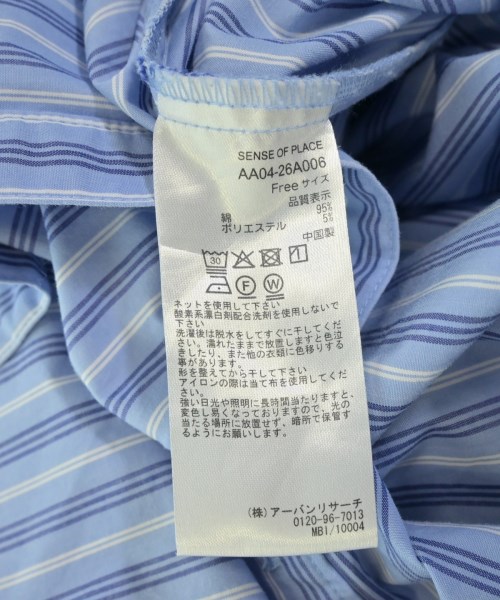 SENSE OF PLACE
AA04-26A006
Freeサイズ
品質表示
綿 95%
ポリエステル 5%
中国製
30
F W
ネットを使用して下さい
酸素系漂白剤配合洗剤を使用しないで
下さい
洗濯後は脱水をしてすぐに干してくだ
さい。濡れたままで放置しますと色泣
きしたり、また他の衣類に色移りする
事があります。
形を整えてから干して下さい
アイロンの際は当て布を使用してくだ
さい。
強い日光や照明に長時間当たりますと、
変色し易くなっておりますので、光の
当たる場所に放置せず、暗所で保管す
るようにお願いします。
(株) アーバンリサーチ
0120-96-7013
MBI/10004